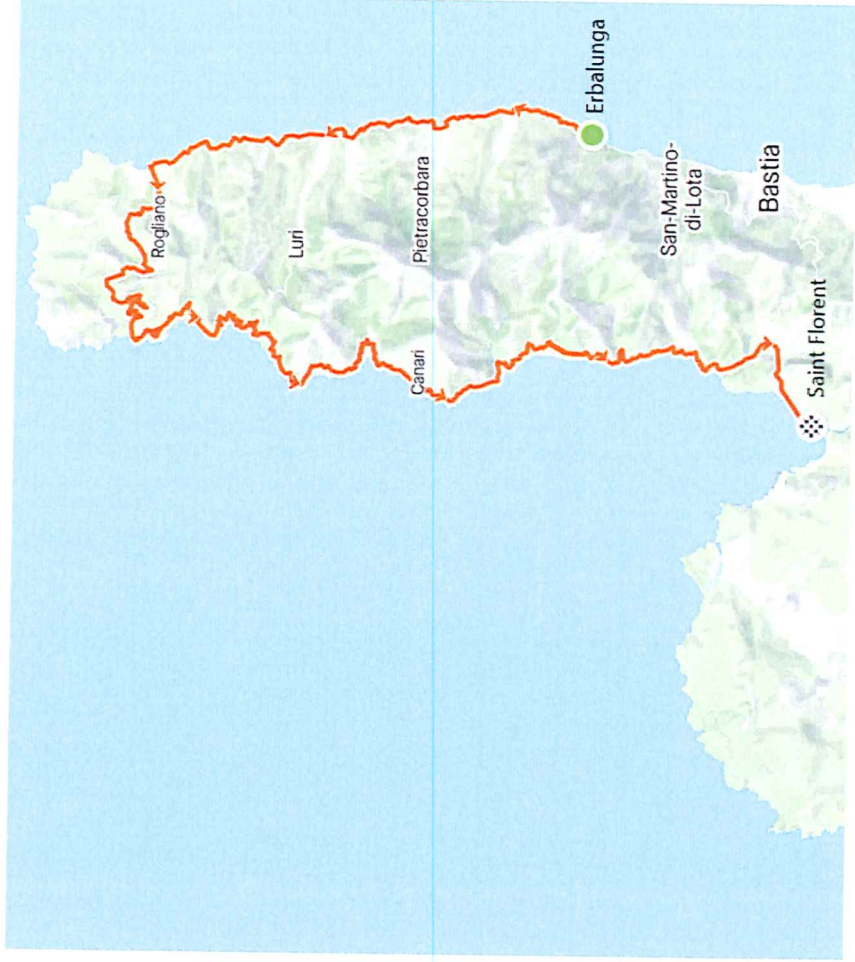 Rogliano
Luri
Canari
Pietracorbara
Erbalunga
San-Martino-
di-Lota
Bastia
Saint Florent